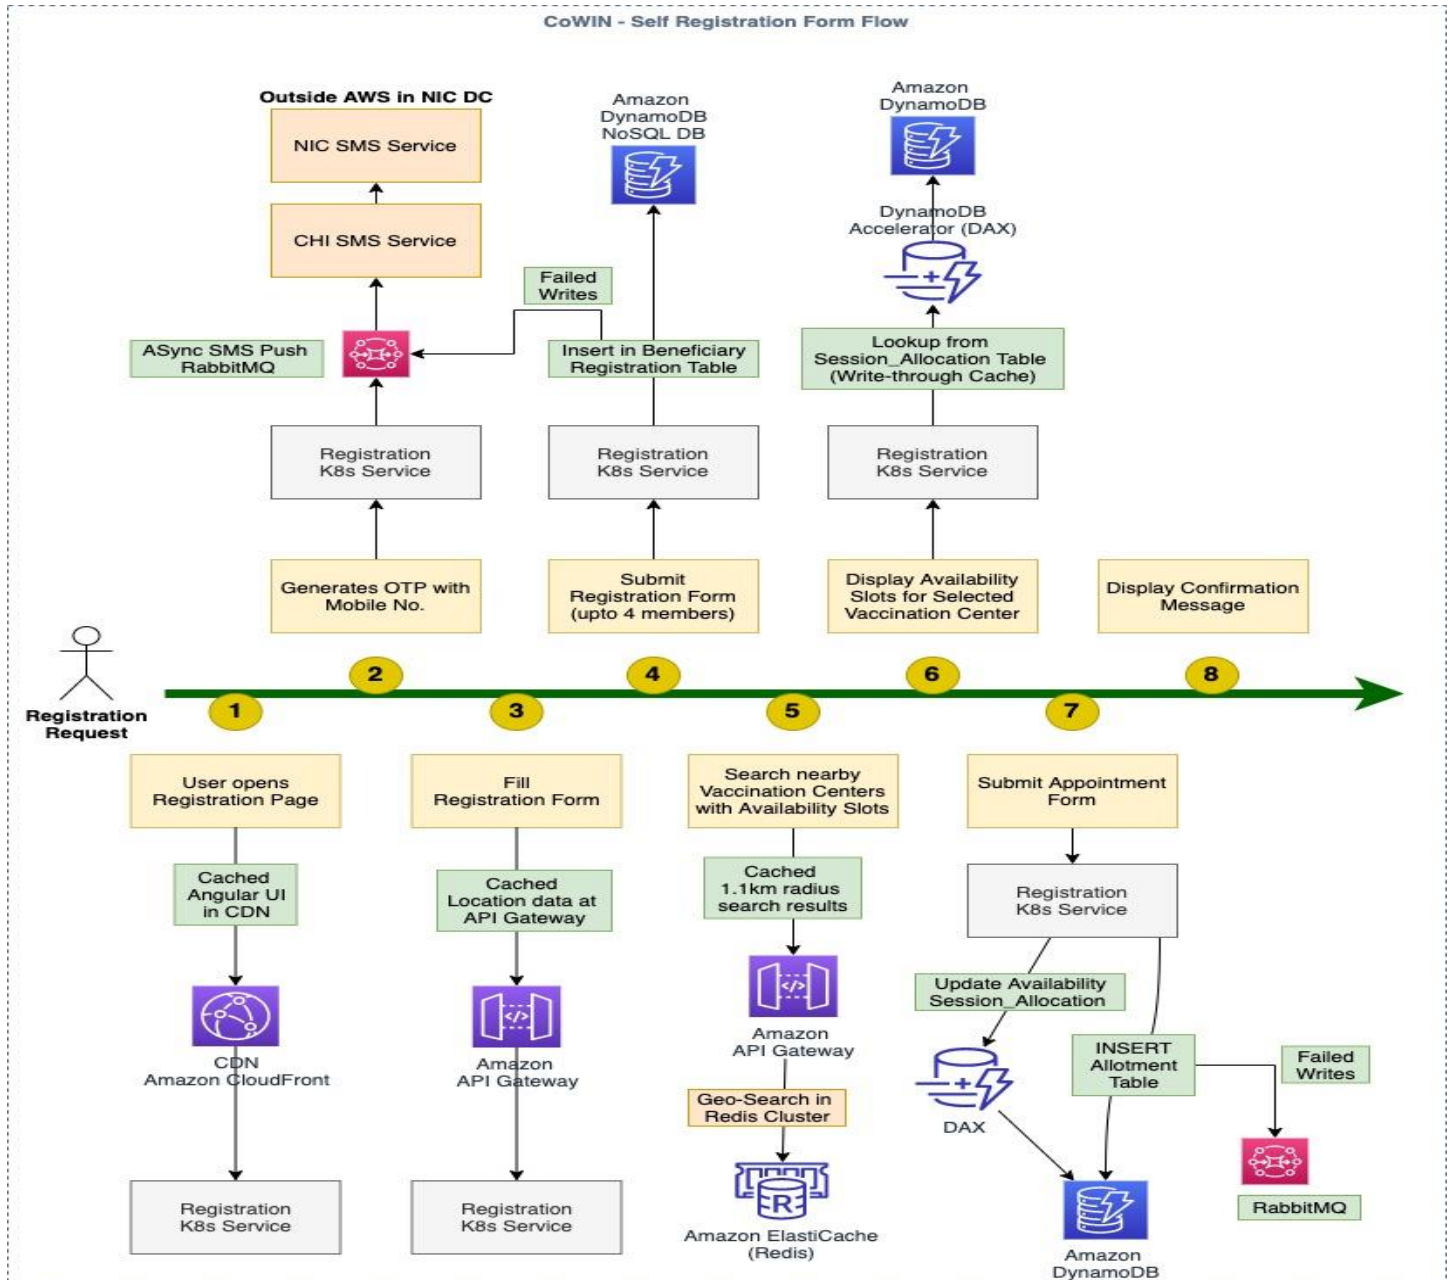 CoWIN - Self Registration Form Flow
Outside AWS in NIC DC
NIC SMS Service
CHI SMS Service
ASync SMS Push
RabbitMQ
Registration
K8s Service
Generates OTP with
Mobile No.
Amazon
DynamoDB
NoSQL DB
Failed
Writes
Insert in Beneficiary
Registration Table
Registration
K8s Service
Submit
Registration Form
(upto 4 members)
Amazon
DynamoDB
DynamoDB
Accelerator (DAX)
Lookup from
Session_Allocation Table
(Write-through Cache)
Registration
K8s Service
Display Availability
Slots for Selected
Vaccination Center
Display Confirmation
Message
Registration
Request
1
2
3
4
5
6
7
8
User opens
Registration Page
Cached
Angular UI
in CDN
CDN
Amazon CloudFront
Registration
K8s Service
Fill
Registration Form
Cached
Location data at
API Gateway
Amazon
API Gateway
Registration
K8s Service
Search nearby
Vaccination Centers
with Availability Slots
Cached
1.1km radius
search results
Amazon
API Gateway
Geo-Search in
Redis Cluster
R
Amazon ElastiCache
(Redis)
Submit Appointment
Form
Registration
K8s Service
Update Availability
Session_Allocation
DAX
INSERT
Allotment
Table
Failed
Writes
RabbitMQ
Amazon
DynamoDB